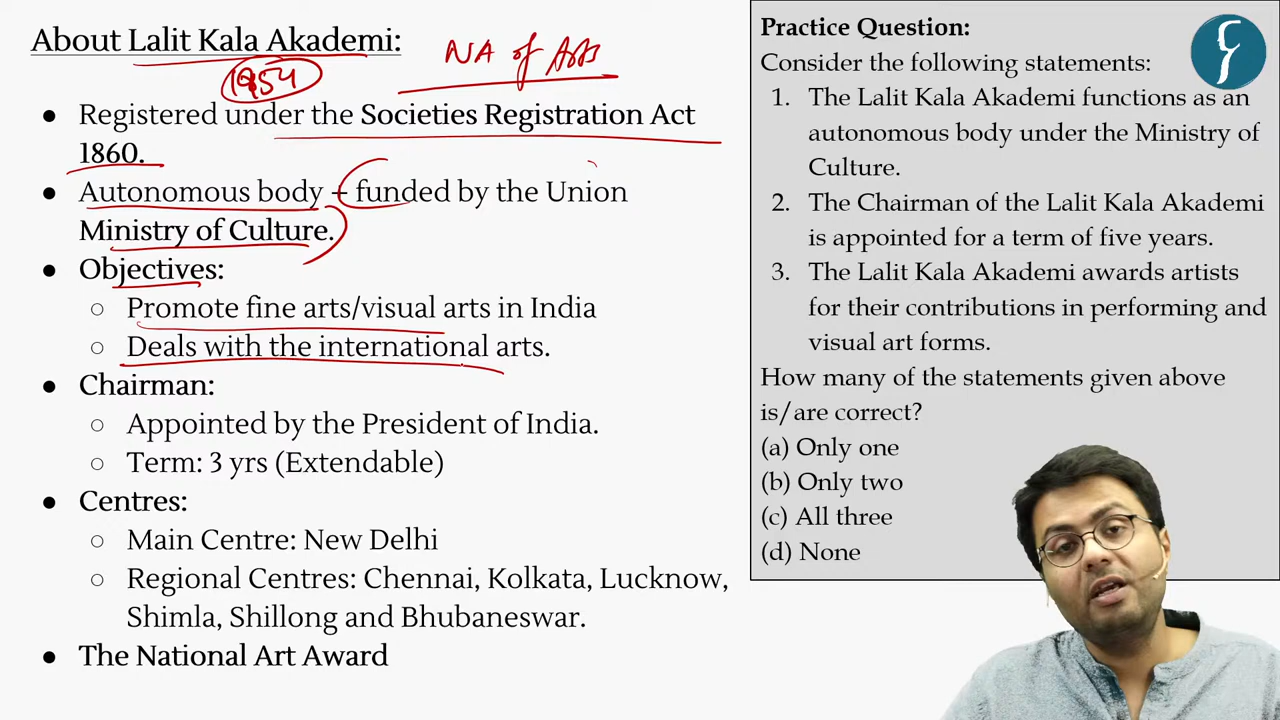 About Lalit Kala Akademi:
NA of Arts
1954
● Registered under the Societies Registration Act
1860.
● Autonomous body – funded by the Union
Ministry of Culture.
● Objectives:
○ Promote fine arts/visual arts in India
○ Deals with the international arts.
● Chairman:
○ Appointed by the President of India.
○ Term: 3 yrs (Extendable)
● Centres:
○ Main Centre: New Delhi
○ Regional Centres: Chennai, Kolkata, Lucknow,
Shimla, Shillong and Bhubaneswar.
● The National Art Award
Practice Question:
Consider the following statements:
1. The Lalit Kala Akademi functions as an
autonomous body under the Ministry of
Culture.
2. The Chairman of the Lalit Kala Akademi
is appointed for a term of five years.
3. The Lalit Kala Akademi awards artists
for their contributions in performing and
visual art forms.
How many of the statements given above
is/are correct?
(a) Only one
(b) Only two
(c) All three
(d) None